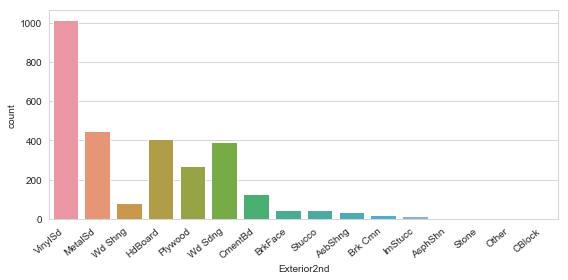 1000
800
600
400
200
0
count
VinylSd
MetalSd
Wd Shng
HdBoard
Plywood
Wd Sdng
CmentBd
BrkFace
Stucco
AsbShng
Brk Cmn
ImStucc
AsphShn
Stone
Other
CBlock
Exterior2nd